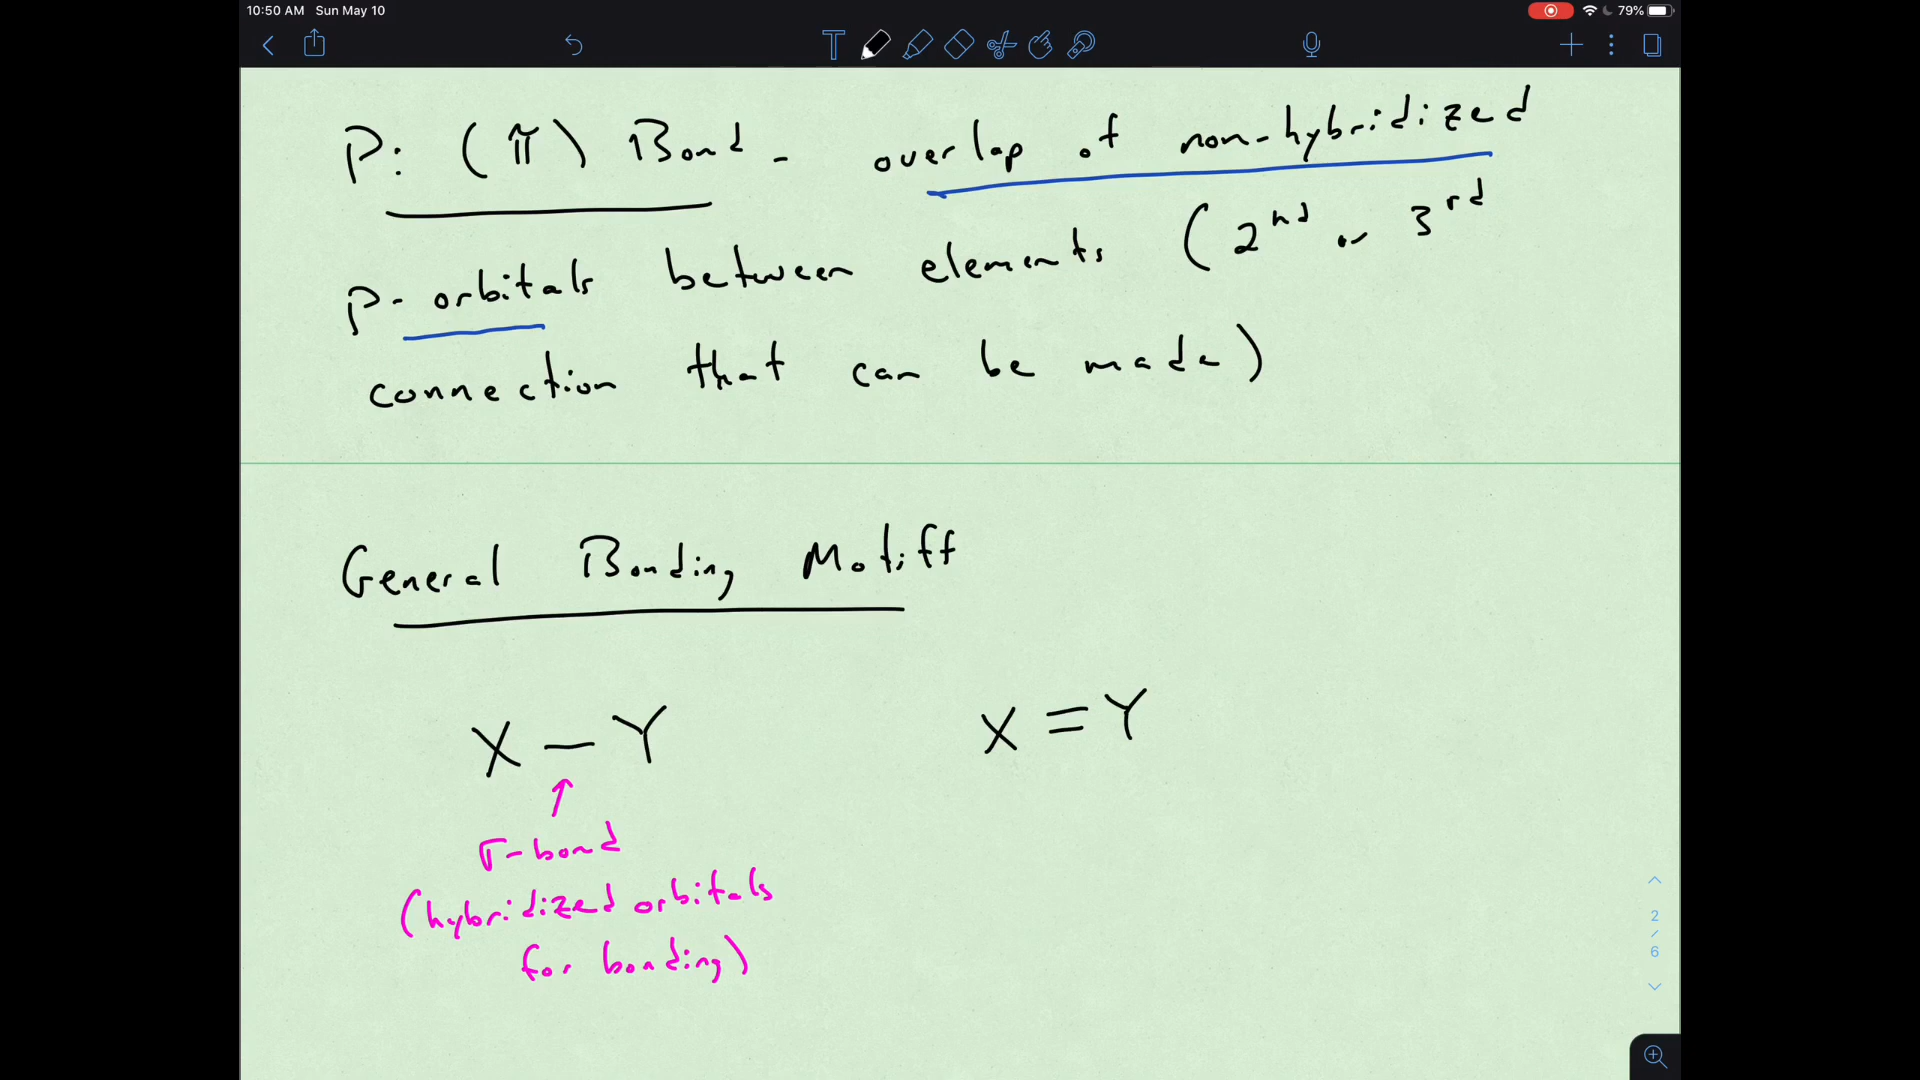 10:50 AM Sun May 10
79%
P: (π) Bond - overlap of non-hybridized
P-orbitals between elements (2nd or 3rd
connection that can be made)
General Bonding Motiff
X — Y
X = Y
σ-bond
(hybridized orbitals
for bonding)
2
/
6